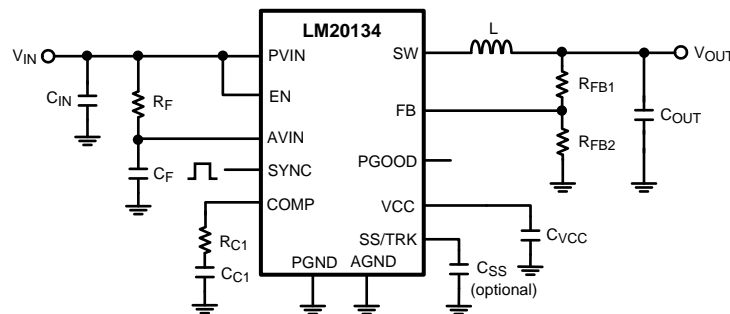 LM20134
VIN
PVIN
SW
L
VOUT
CIN
RF
EN
FB
RFB1
COUT
AVIN
RFB2
CF
SYNC
PGOOD
COMP
VCC
RC1
SS/TRK
CVCC
CC1
PGND
AGND
CSS
(optional)